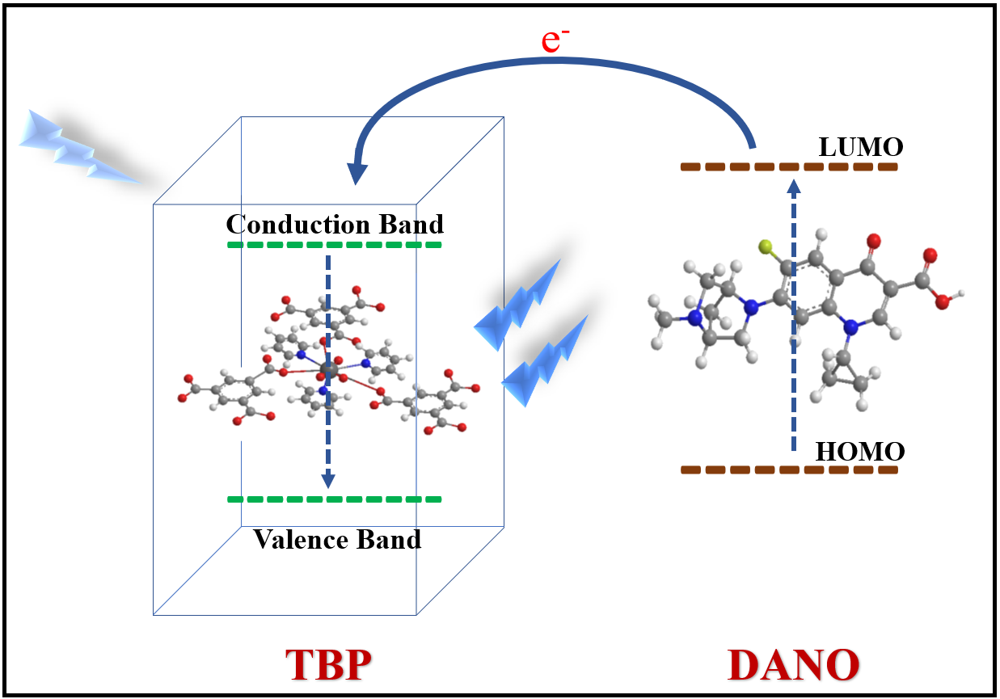 e-
LUMO
Conduction Band
HOMO
Valence Band
TBP
DANO